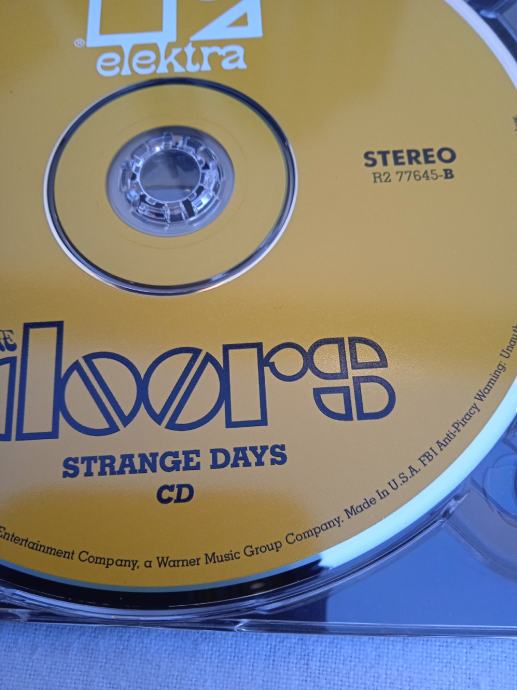 ® elektra
STEREO
R2 77645-B
THE
doors
STRANGE DAYS
CD
Entertainment Company, a Warner Music Group Company. Made In U.S.A. FBI Anti-Piracy Warning: